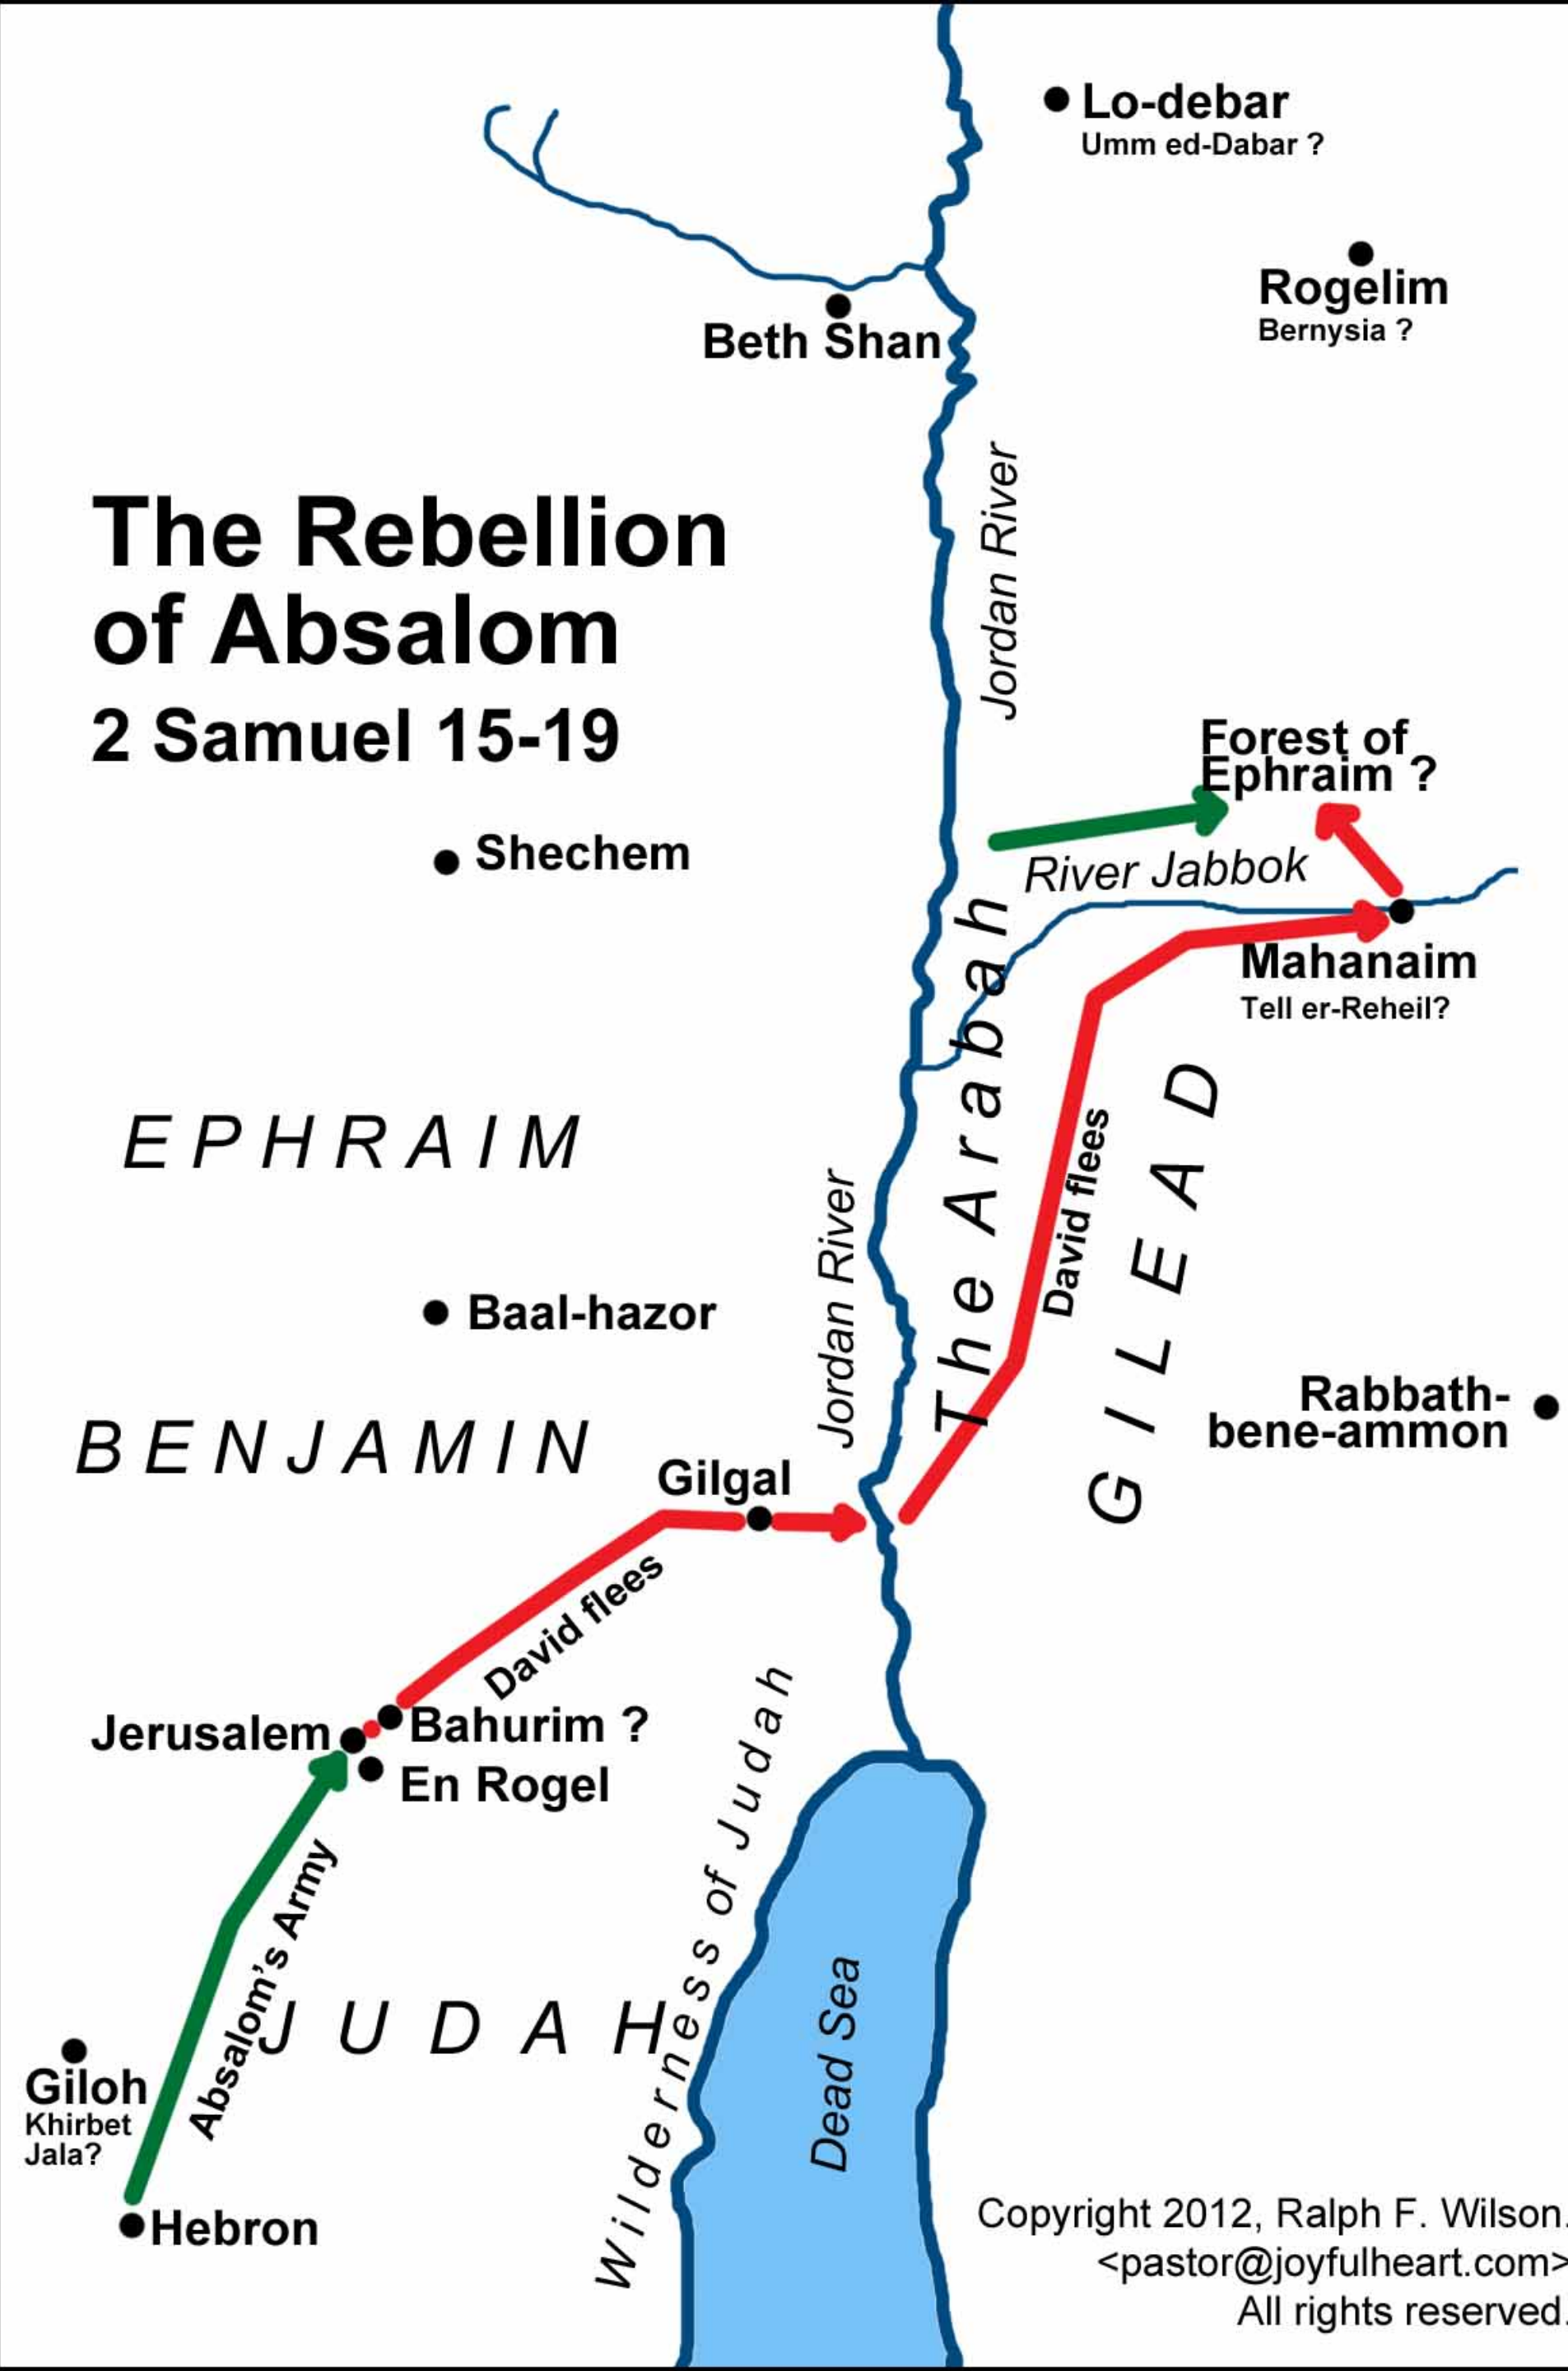 Lo-debar
Umm ed-Dabar ?
Rogelim
Bernysia ?
Beth Shan
Jordan River
The Rebellion
of Absalom
2 Samuel 15-19
Forest of
Ephraim ?
Shechem
River Jabbok
Mahanaim
Tell er-Reheil?
The Arabah
EPHRAIM
David flees
GILEAD
Jordan River
Baal-hazor
Rabbath-
bene-ammon
BENJAMIN
Gilgal
David flees
Jerusalem
Bahurim ?
En Rogel
Wilderness of Judah
Absalom's Army
JUDAH
Dead Sea
Giloh
Khirbet
Jala?
Hebron
Copyright 2012, Ralph F. Wilson.
<pastor@joyfulheart.com>
All rights reserved.